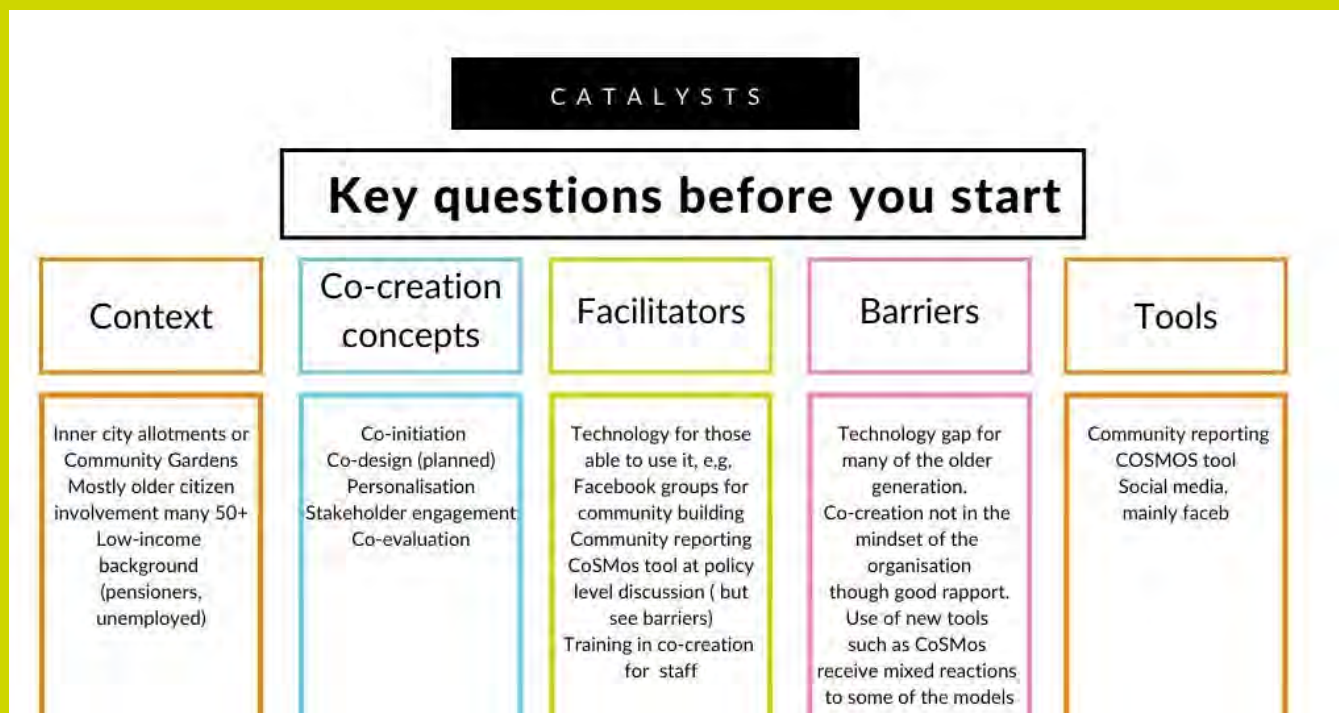 CATALYSTS
Key questions before you start
Context
Inner city allotments or
Community Gardens
Mostly older citizen
involvement many 50+
Low-income
background
(pensioners,
unemployed)
Co-creation
concepts
Co-initiation
Co-design (planned)
Personalisation
Stakeholder engagement
Co-evaluation
Facilitators
Technology for those
able to use it, e.g,
Facebook groups for
community building
Community reporting
CoSMos tool at policy
level discussion ( but
see barriers)
Training in co-creation
for staff
Barriers
Technology gap for
many of the older
generation.
Co-creation not in the
mindset of the
organisation
though good rapport.
Use of new tools
such as CoSMos
receive mixed reactions
to some of the models
Tools
Community reporting
COSMOS tool
Social media,
mainly faceb